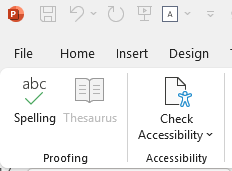 P
A
File Home Insert Design
abc
Spelling Thesaurus
Check
Accessibility
Proofing Accessibility